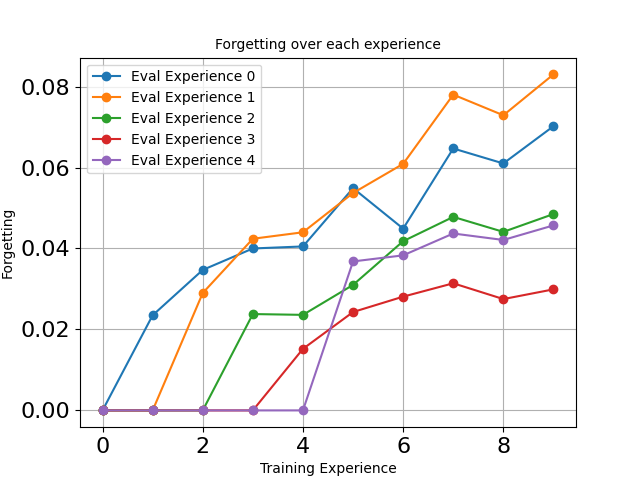 Forgetting over each experience
Eval Experience 0
Eval Experience 1
Eval Experience 2
Eval Experience 3
Eval Experience 4
0.08
0.06
0.04
0.02
0.00
Forgetting
0 2 4 6 8
Training Experience